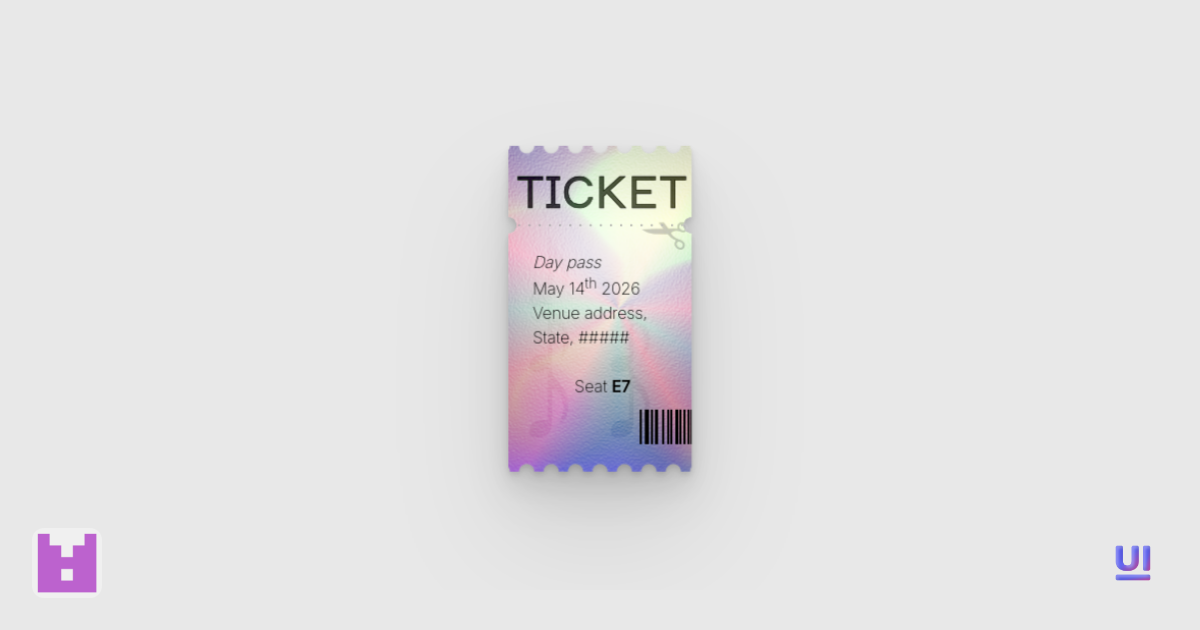 TICKET
Day pass
May 14th 2026
Venue address,
State, #####
Seat E7
UI